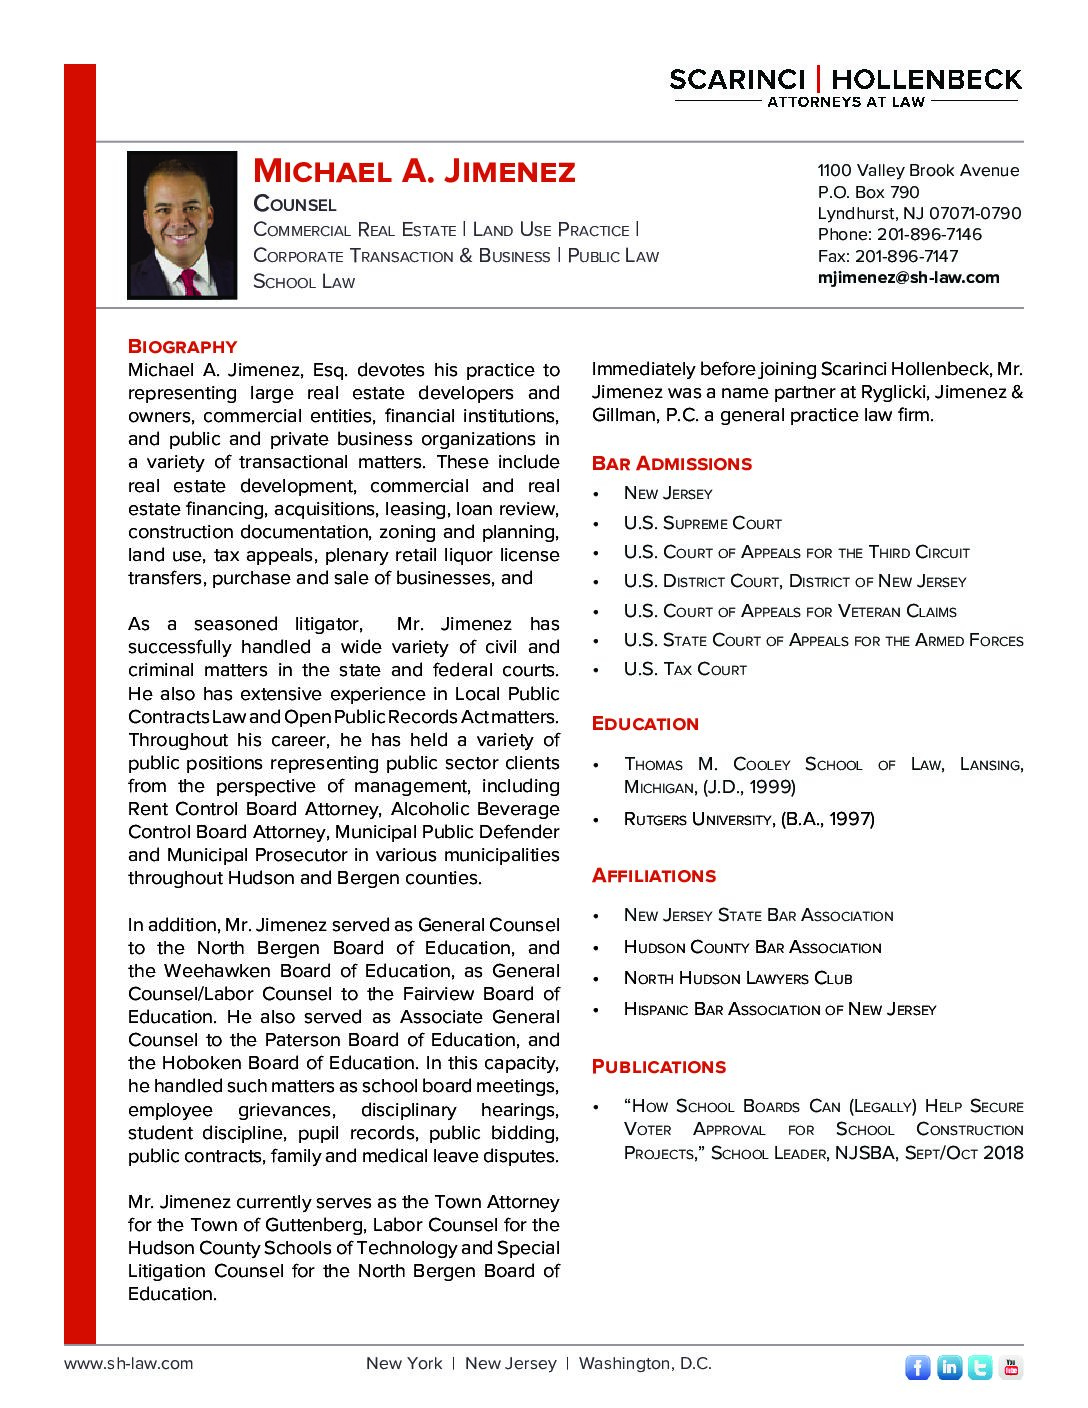 SCARINCI | HOLLENBECK
ATTORNEYS AT LAW
MICHAEL A. JIMENEZ
COUNSEL
COMMERCIAL REAL ESTATE | LAND USE PRACTICE |
CORPORATE TRANSACTION & BUSINESS | PUBLIC LAW
SCHOOL LAW
1100 Valley Brook Avenue
P.O. Box 790
Lyndhurst, NJ 07071-0790
Phone: 201-896-7146
Fax: 201-896-7147
mjimenez@sh-law.com
BIOGRAPHY
Michael A. Jimenez, Esq. devotes his practice to
representing large real estate developers and
owners, commercial entities, financial institutions,
and public and private business organizations in
a variety of transactional matters. These include
real estate development, commercial and real
estate financing, acquisitions, leasing, loan review,
construction documentation, zoning and planning,
land use, tax appeals, plenary retail liquor license
transfers, purchase and sale of businesses, and
As a seasoned litigator, Mr. Jimenez has
successfully handled a wide variety of civil and
criminal matters in the state and federal courts.
He also has extensive experience in Local Public
Contracts Law and Open Public Records Act matters.
Throughout his career, he has held a variety of
public positions representing public sector clients
from the perspective of management, including
Rent Control Board Attorney, Alcoholic Beverage
Control Board Attorney, Municipal Public Defender
and Municipal Prosecutor in various municipalities
throughout Hudson and Bergen counties.
In addition, Mr. Jimenez served as General Counsel
to the North Bergen Board of Education, and
the Weehawken Board of Education, as General
Counsel/Labor Counsel to the Fairview Board of
Education. He also served as Associate General
Counsel to the Paterson Board of Education, and
the Hoboken Board of Education. In this capacity,
he handled such matters as school board meetings,
employee grievances, disciplinary hearings,
student discipline, pupil records, public bidding,
public contracts, family and medical leave disputes.
Mr. Jimenez currently serves as the Town Attorney
for the Town of Guttenberg, Labor Counsel for the
Hudson County Schools of Technology and Special
Litigation Counsel for the North Bergen Board of
Education.
Immediately before joining Scarinci Hollenbeck, Mr.
Jimenez was a name partner at Ryglicki, Jimenez &
Gillman, P.C. a general practice law firm.
BAR ADMISSIONS
• NEW JERSEY
• U.S. SUPREME COURT
• U.S. COURT OF APPEALS FOR THE THIRD CIRCUIT
• U.S. DISTRICT COURT, DISTRICT OF NEW JERSEY
• U.S. COURT OF APPEALS FOR VETERAN CLAIMS
• U.S. STATE COURT OF APPEALS FOR THE ARMED FORCES
• U.S. TAX COURT
EDUCATION
• THOMAS M. COOLEY SCHOOL OF LAW, LANSING,
MICHIGAN, (J.D., 1999)
• RUTGERS UNIVERSITY, (B.A., 1997)
AFFILIATIONS
• NEW JERSEY STATE BAR ASSOCIATION
• HUDSON COUNTY BAR ASSOCIATION
• NORTH HUDSON LAWYERS CLUB
• HISPANIC BAR ASSOCIATION OF NEW JERSEY
PUBLICATIONS
• “HOW SCHOOL BOARDS CAN (LEGALLY) HELP SECURE
VOTER APPROVAL FOR SCHOOL CONSTRUCTION
PROJECTS,” SCHOOL LEADER, NJSBA, SEPT/OCT 2018
www.sh-law.com
New York | New Jersey | Washington, D.C.
f
in
t
You Tube